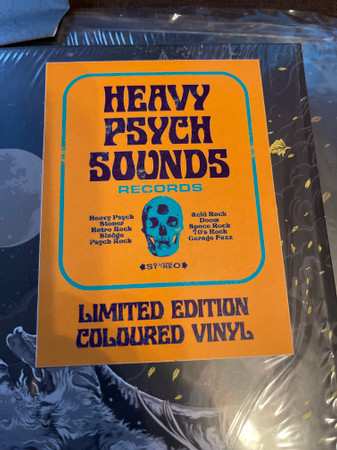 HEAVY
PSYCH
SOUNDS
RECORDS
Heavy Psych
Stoner
Retro Rock
Sludge
Psych Rock
Acid Rock
Doom
Space Rock
70's Rock
Garage Fuzz
STEREO
LIMITED EDITION
COLOURED VINYL